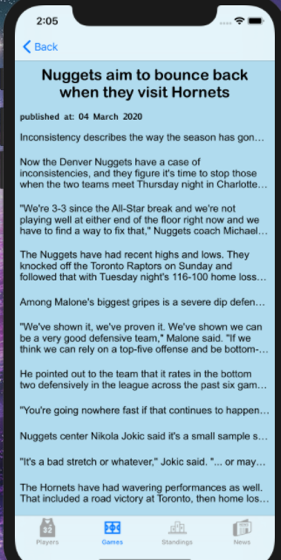 2:05
Back
Nuggets aim to bounce back
when they visit Hornets
published at: 04 March 2020
Inconsistency describes the way the season has gon...
Now the Denver Nuggets have a case of
inconsistencies, and they figure it's time to stop those
when the two teams meet Thursday night in Charlotte...
"We're 3-3 since the All-Star break and we're not
playing well at either end of the floor right now and we
have to find a way to fix that," Nuggets coach Michael...
The Nuggets have had recent highs and lows. They
knocked off the Toronto Raptors on Sunday and
followed that with Tuesday night's 116-100 home loss...
Among Malone's biggest gripes is a severe dip defen...
"We've shown it, we've proven it. We've shown we can
be a very good defensive team," Malone said. "If we
think we can rely on a top-five offense and be bottom-...
He pointed out to the team that it rates in the bottom
two defensively in the league across the past six gam...
"You're going nowhere fast if that continues to happen...
Nuggets center Nikola Jokic said it's a small sample s...
"It's a bad stretch or whatever," Jokic said. "... or may...
The Hornets have had wavering performances as well.
That included a road victory at Toronto, then home los...
32
Players
Games
Standings
News